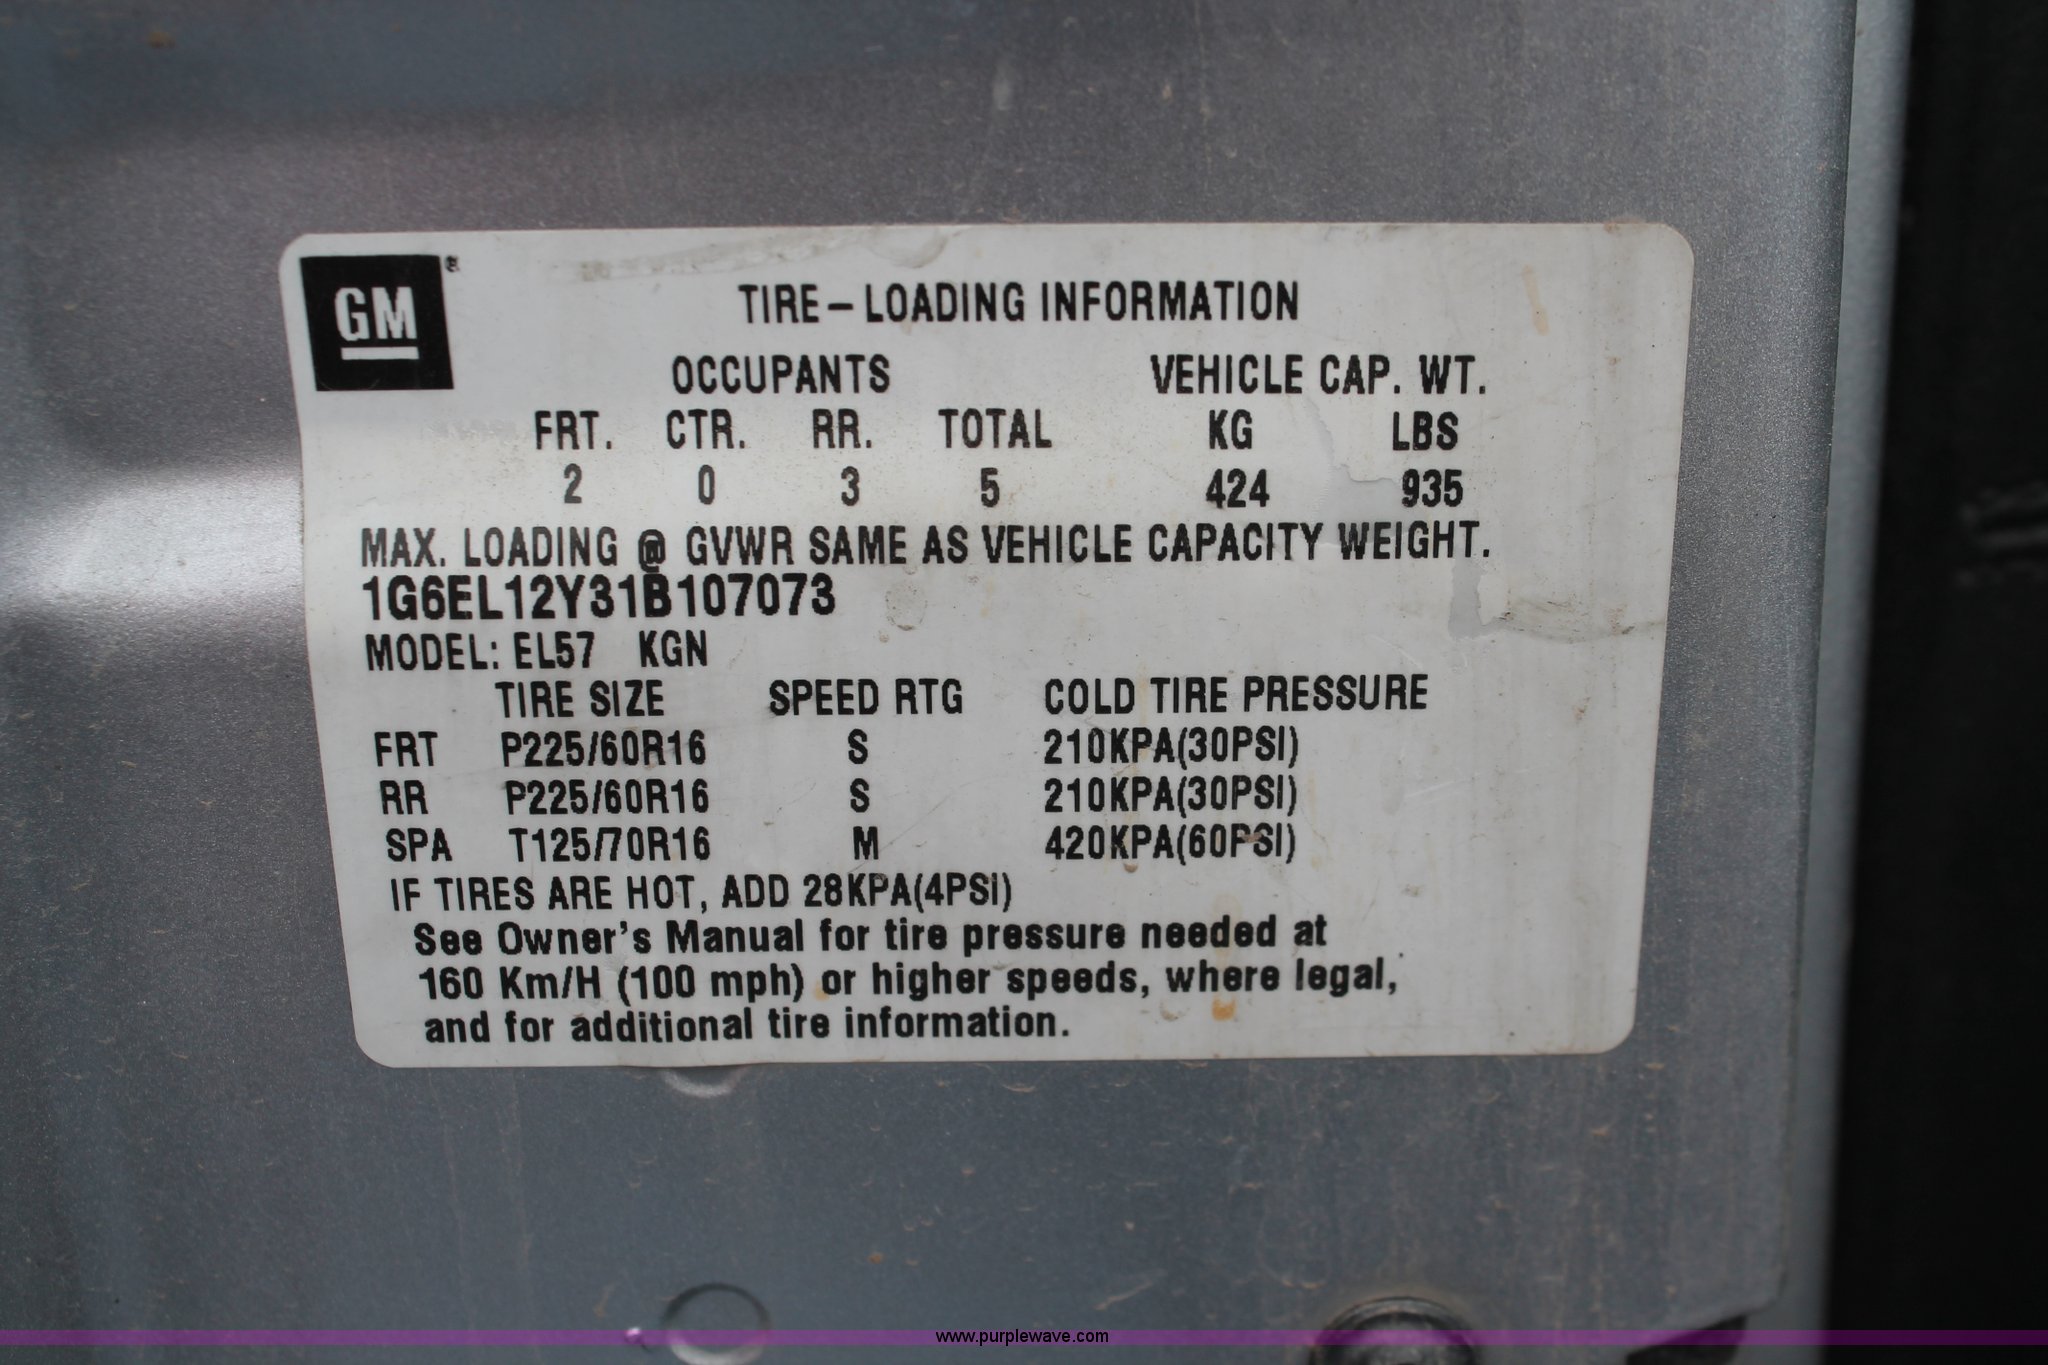 GM®
TIRE – LOADING INFORMATION
OCCUPANTS VEHICLE CAP. WT.
FRT. CTR. RR. TOTAL KG LBS
2 0 3 5 424 935
MAX. LOADING @ GVWR SAME AS VEHICLE CAPACITY WEIGHT.
1G6EL12Y31B107073
MODEL: EL57 KGN
TIRE SIZE SPEED RTG COLD TIRE PRESSURE
FRT P225/60R16 S 210KPA(30PSI)
RR P225/60R16 S 210KPA(30PSI)
SPA T125/70R16 M 420KPA(60PSI)
IF TIRES ARE HOT, ADD 28KPA(4PSI)
See Owner's Manual for tire pressure needed at
160 Km/H (100 mph) or higher speeds, where legal,
and for additional tire information.
www.purplewave.com